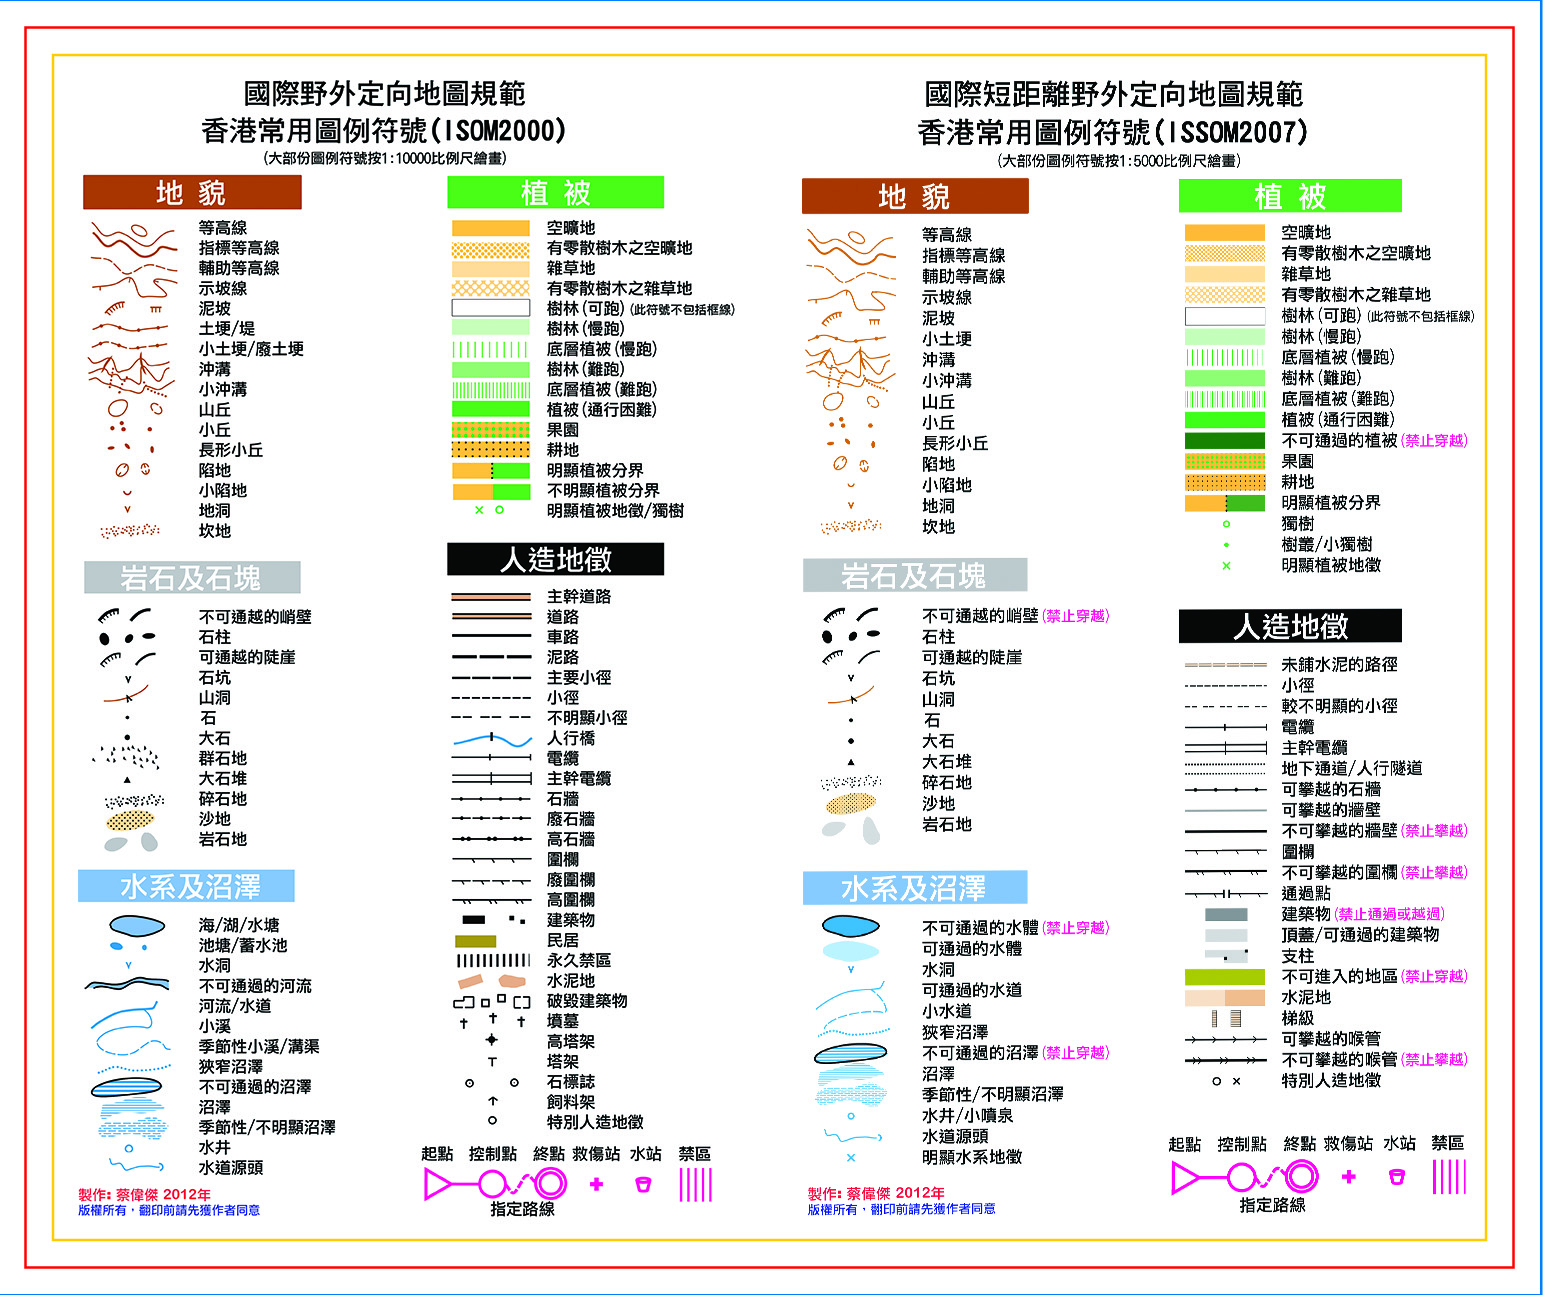 國際野外定向地圖規範
香港常用圖例符號(ISOM2000)
(大部份圖例符號按1:10000比例尺繪畫)
地貌
等高線
指標等高線
輔助等高線
示坡線
泥坡
土埂/堤
小土埂/廢土埂
沖溝
小沖溝
山丘
小丘
長形小丘
陷地
小陷地
地洞
坎地
岩石及石塊
不可通越的峭壁
石柱
可通越的陡崖
石坑
山洞
石
大石
群石地
大石堆
碎石地
沙地
岩石地
水系及沼澤
海/湖/水塘
池塘/蓄水池
水洞
不可通過的河流
河流/水道
小溪
季節性小溪/溝渠
狹窄沼澤
不可通過的沼澤
沼澤
季節性/不明顯沼澤
水井
水道源頭
製作: 蔡偉傑 2012年
版權所有，翻印前請先獲作者同意
植被
空曠地
有零散樹木之空曠地
雜草地
有零散樹木之雜草地
樹林(可跑)(此符號不包括框線)
樹林(慢跑)
底層植被(慢跑)
樹林(難跑)
底層植被(難跑)
植被(通行困難)
果園
耕地
明顯植被分界
不明顯植被分界
明顯植被地徵/獨樹
人造地徵
主幹道路
道路
車路
泥路
主要小徑
小徑
不明顯小徑
人行橋
電纜
主幹電纜
石牆
廢石牆
高石牆
圍欄
廢圍欄
高圍欄
建築物
民居
永久禁區
水泥地
破毀建築物
墳墓
高塔架
塔架
石標誌
飼料架
特別人造地徵
起點 控制點 終點 救傷站 水站 禁區
指定路線
國際短距離野外定向地圖規範
香港常用圖例符號(ISSOM2007)
(大部份圖例符號按1:5000比例尺繪畫)
地貌
等高線
指標等高線
輔助等高線
示坡線
泥坡
小土埂
沖溝
小沖溝
山丘
小丘
長形小丘
陷地
小陷地
地洞
坎地
岩石及石塊
不可通越的峭壁(禁止穿越)
石柱
可通越的陡崖
石坑
山洞
石
大石
大石堆
碎石地
沙地
岩石地
水系及沼澤
不可通過的水體(禁止穿越)
可通過的水體
水洞
可通過的水道
小水道
狹窄沼澤
不可通過的沼澤(禁止穿越)
沼澤
季節性/不明顯沼澤
水井/小噴泉
水道源頭
明顯水系地徵
製作: 蔡偉傑 2012年
版權所有，翻印前請先獲作者同意
植被
空曠地
有零散樹木之空曠地
雜草地
有零散樹木之雜草地
樹林(可跑)(此符號不包括框線)
樹林(慢跑)
底層植被(慢跑)
樹林(難跑)
底層植被(難跑)
植被(通行困難)
不可通過的植被(禁止穿越)
果園
耕地
明顯植被分界
獨樹
樹叢/小獨樹
明顯植被地徵
人造地徵
未鋪水泥的路徑
小徑
較不明顯的小徑
電纜
主幹電纜
地下通道/人行隧道
可攀越的石牆
可攀越的牆壁
不可攀越的牆壁(禁止攀越)
圍欄
不可攀越的圍欄(禁止攀越)
通過點
建築物(禁止通過或越過)
頂蓋/可通過的建築物
支柱
不可進入的地區(禁止穿越)
水泥地
梯級
可攀越的喉管
不可攀越的喉管(禁止攀越)
特別人造地徵
起點 控制點 終點 救傷站 水站 禁區
指定路線